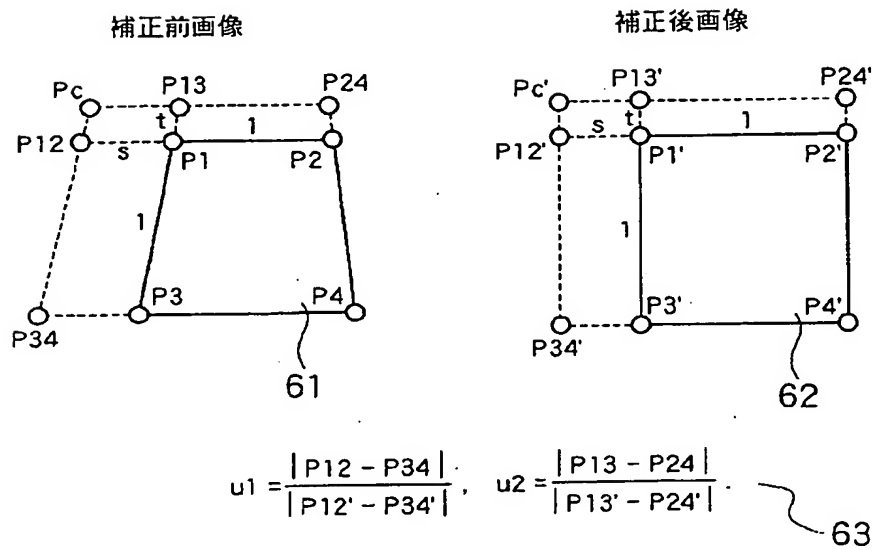 補正前画像
補正後画像
Pc P13 P24
t 1
P12 s P1 P2
1
P3 P4
P34
61
Pc' P13' P24'
s t 1
P12' P1' P2'
1
P3' P4'
P34'
62
u1 = |P12 - P34| / |P12' - P34'| , u2 = |P13 - P24| / |P13' - P24'| .
63